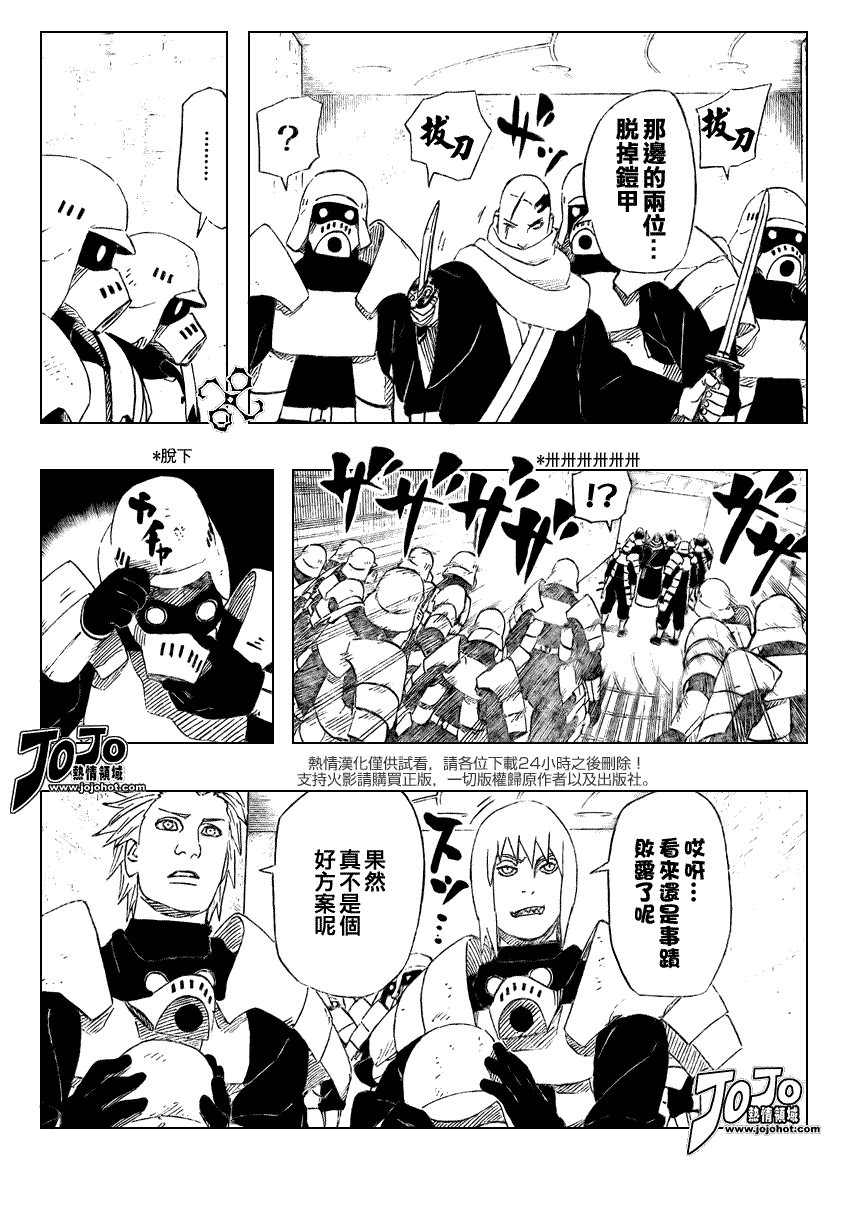 拔刀
那邊的兩位…
脫掉鎧甲
ザッ
拔刀
？
………
*卅卅卅卅卅卅
ザザザザザ
!?
*脫下
カチャ
熱情漢化僅供試看，請各位下載24小時之後刪除！
支持火影請購買正版，一切版權歸原作者以及出版社。
JOJO
熱情領域
www.jojohot.com
哎呀…
看來還是事蹟
敗露了呢
スッ…
果然
真不是個
好方案呢
JOJO
熱情領域
www.jojohot.com